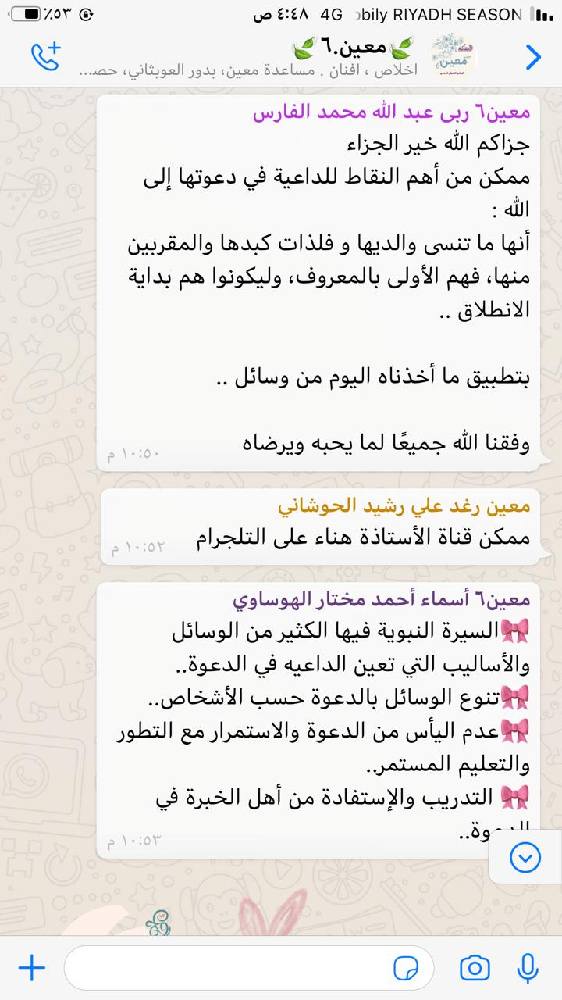 ٪٥٣ ٤:٤٨ ص 4G obily RIYADH SEASON
🍃معين.٦🍃
اخلاص ، افنان . مساعدة معين، بدور العوبثاني، حصـ...
معين٦ ربى عبد الله محمد الفارس
جزاكم الله خير الجزاء
ممكن من أهم النقاط للداعية في دعوتها إلى
الله :
أنها ما تنسى والديها و فلذات كبدها والمقربين
منها، فهم الأولى بالمعروف، وليكونوا هم بداية
الانطلاق ..
بتطبيق ما أخذناه اليوم من وسائل ..
وفقنا الله جميعًا لما يحبه ويرضاه
١٠:٥٠ م
معين رغد علي رشيد الحوشاني
ممكن قناة الأستاذة هناء على التلجرام
١٠:٥٢ م
معين٦ أسماء أحمد مختار الهوساوي
🎀السيرة النبوية فيها الكثير من الوسائل
والأساليب التي تعين الداعيه في الدعوة..
🎀تنوع الوسائل بالدعوة حسب الأشخاص..
🎀عدم اليأس من الدعوة والاستمرار مع التطور
والتعليم المستمر..
🎀 التدريب والإستفادة من أهل الخبرة في
الدعوة..
١٠:٥٣ م